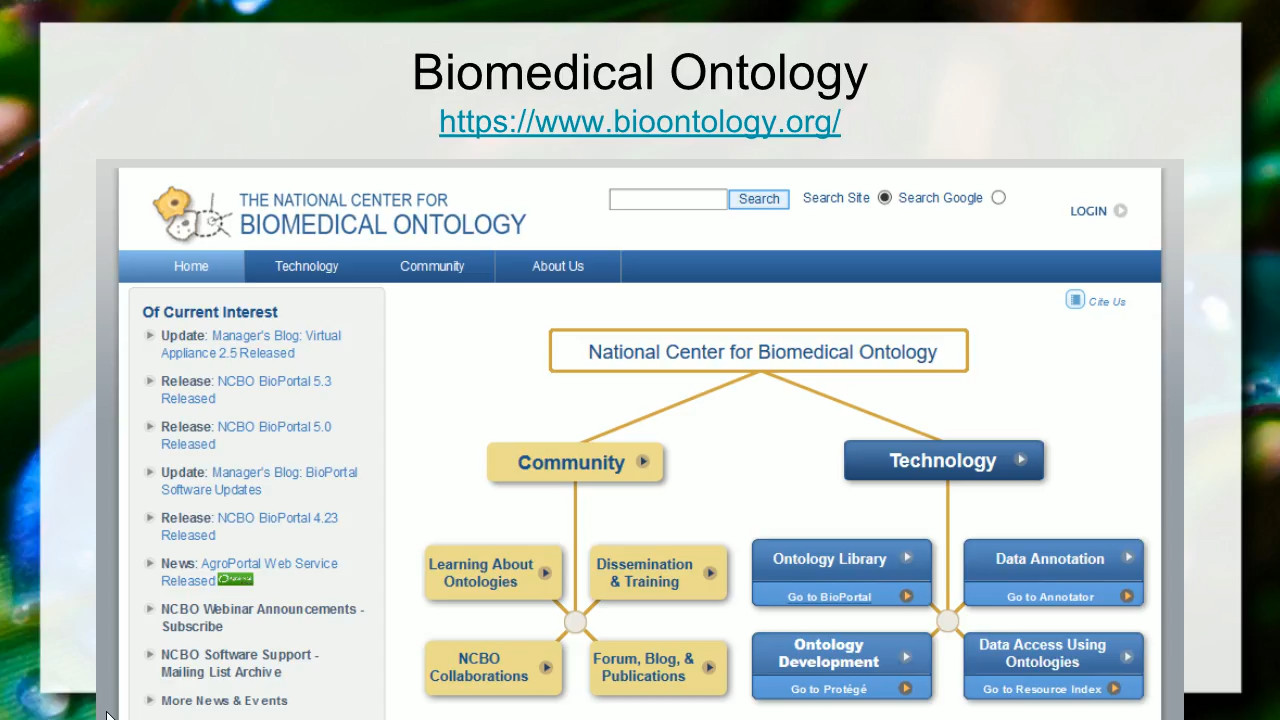 Biomedical Ontology
https://www.bioontology.org/
THE NATIONAL CENTER FOR
BIOMEDICAL ONTOLOGY
Search
Search Site
Search Google
LOGIN
Home
Technology
Community
About Us
Of Current Interest
Update: Manager's Blog: Virtual
Appliance 2.5 Released
Release: NCBO BioPortal 5.3
Released
Release: NCBO BioPortal 5.0
Released
Update: Manager's Blog: BioPortal
Software Updates
Release: NCBO BioPortal 4.23
Released
News: AgroPortal Web Service
Released
NCBO Webinar Announcements -
Subscribe
NCBO Software Support -
Mailing List Archive
More News & Events
Cite Us
National Center for Biomedical Ontology
Community
Technology
Learning About
Ontologies
Dissemination
& Training
NCBO
Collaborations
Forum, Blog, &
Publications
Ontology Library
Go to BioPortal
Data Annotation
Go to Annotator
Ontology
Development
Go to Protégé
Data Access Using
Ontologies
Go to Resource Index